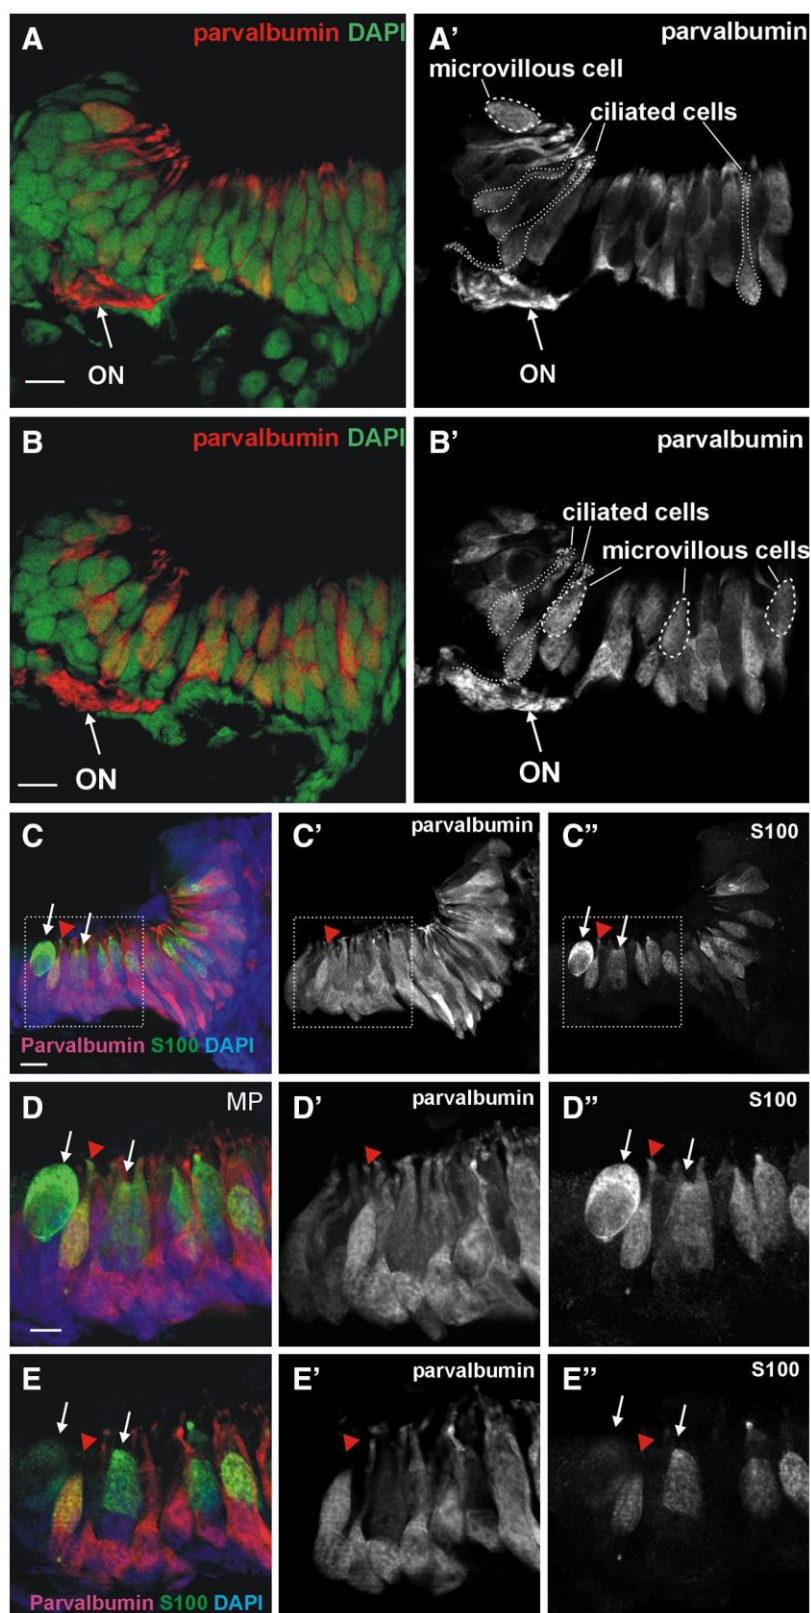 A
parvalbumin DAPI
ON
A'
parvalbumin
microvillous cell
ciliated cells
ON
B
parvalbumin DAPI
ON
B'
parvalbumin
ciliated cells
microvillous cells
ON
C
Parvalbumin S100 DAPI
C'
parvalbumin
C"
S100
D
MP
D'
parvalbumin
D"
S100
E
Parvalbumin S100 DAPI
E'
parvalbumin
E"
S100